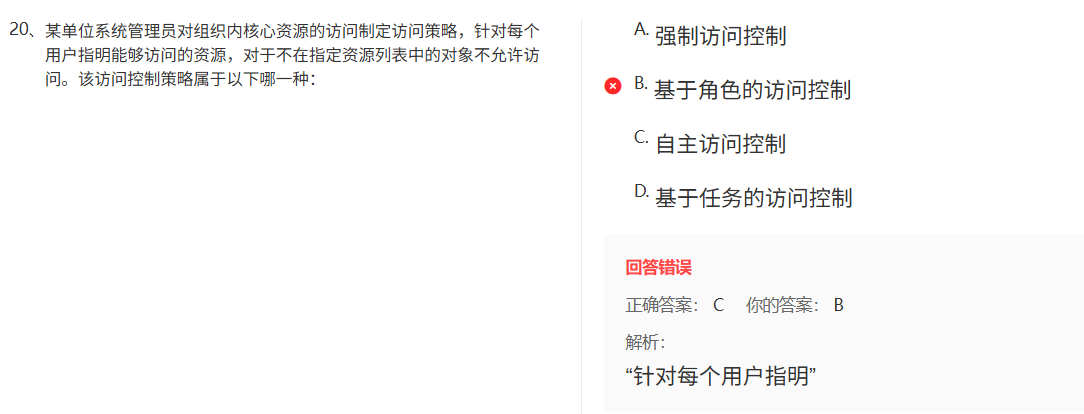 20、某单位系统管理员对组织内核心资源的访问制定访问策略，针对每个
用户指明能够访问的资源，对于不在指定资源列表中的对象不允许访
问。该访问控制策略属于以下哪一种：
A. 强制访问控制
B. 基于角色的访问控制
C. 自主访问控制
D. 基于任务的访问控制
回答错误
正确答案： C 你的答案： B
解析：
“针对每个用户指明”